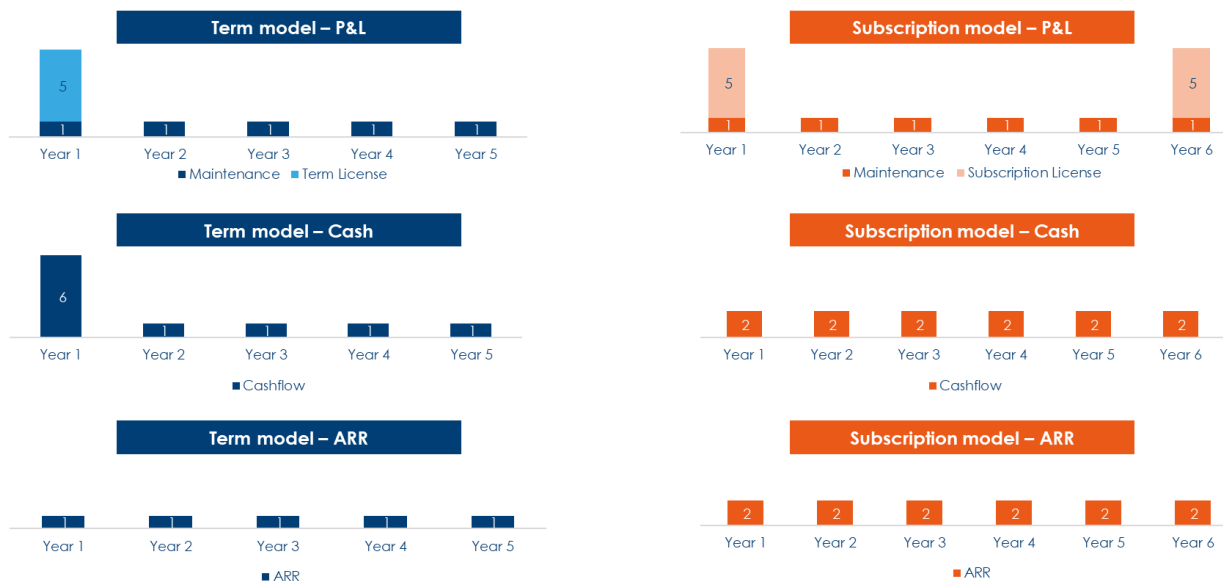 Term model – P&L
5
1 1 1 1 1
Year 1 Year 2 Year 3 Year 4 Year 5
Maintenance Term License
Subscription model – P&L
5 5
1 1 1 1 1 1
Year 1 Year 2 Year 3 Year 4 Year 5 Year 6
Maintenance Subscription License
Term model – Cash
6 1 1 1 1
Year 1 Year 2 Year 3 Year 4 Year 5
Cashflow
Subscription model – Cash
2 2 2 2 2 2
Year 1 Year 2 Year 3 Year 4 Year 5 Year 6
Cashflow
Term model – ARR
1 1 1 1 1
Year 1 Year 2 Year 3 Year 4 Year 5
ARR
Subscription model – ARR
2 2 2 2 2 2
Year 1 Year 2 Year 3 Year 4 Year 5 Year 6
ARR